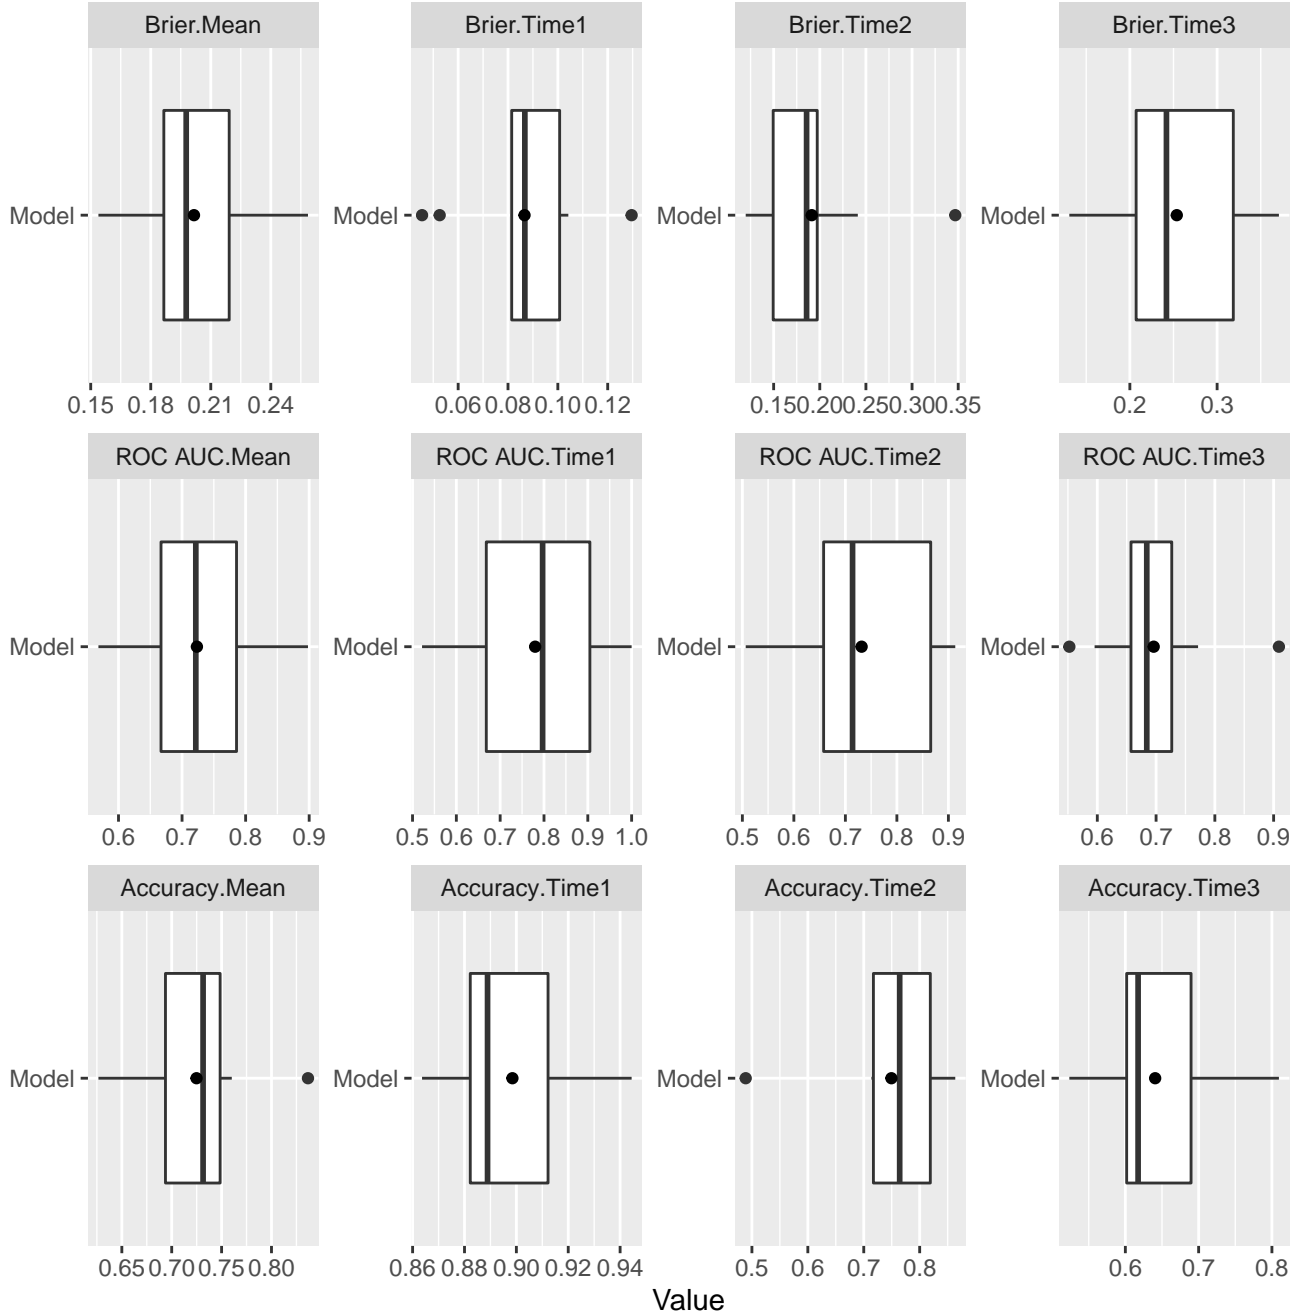 Brier.Mean Brier.Time1 Brier.Time2 Brier.Time3
Model Model Model Model
0.15 0.18 0.21 0.24 0.06 0.08 0.10 0.12 0.15 0.20 0.25 0.30 0.35 0.2 0.3
ROC AUC.Mean ROC AUC.Time1 ROC AUC.Time2 ROC AUC.Time3
Model Model Model Model
0.6 0.7 0.8 0.9 0.5 0.6 0.7 0.8 0.9 1.0 0.5 0.6 0.7 0.8 0.9 0.6 0.7 0.8 0.9
Accuracy.Mean Accuracy.Time1 Accuracy.Time2 Accuracy.Time3
Model Model Model Model
0.65 0.70 0.75 0.80 0.86 0.88 0.90 0.92 0.94 0.5 0.6 0.7 0.8 0.6 0.7 0.8
Value